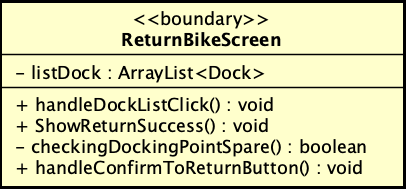 <<boundary>>
ReturnBikeScreen
- listDock : ArrayList<Dock>
+ handleDockListClick() : void
+ ShowReturnSuccess() : void
- checkingDockingPointSpare() : boolean
+ handleConfirmToReturnButton() : void